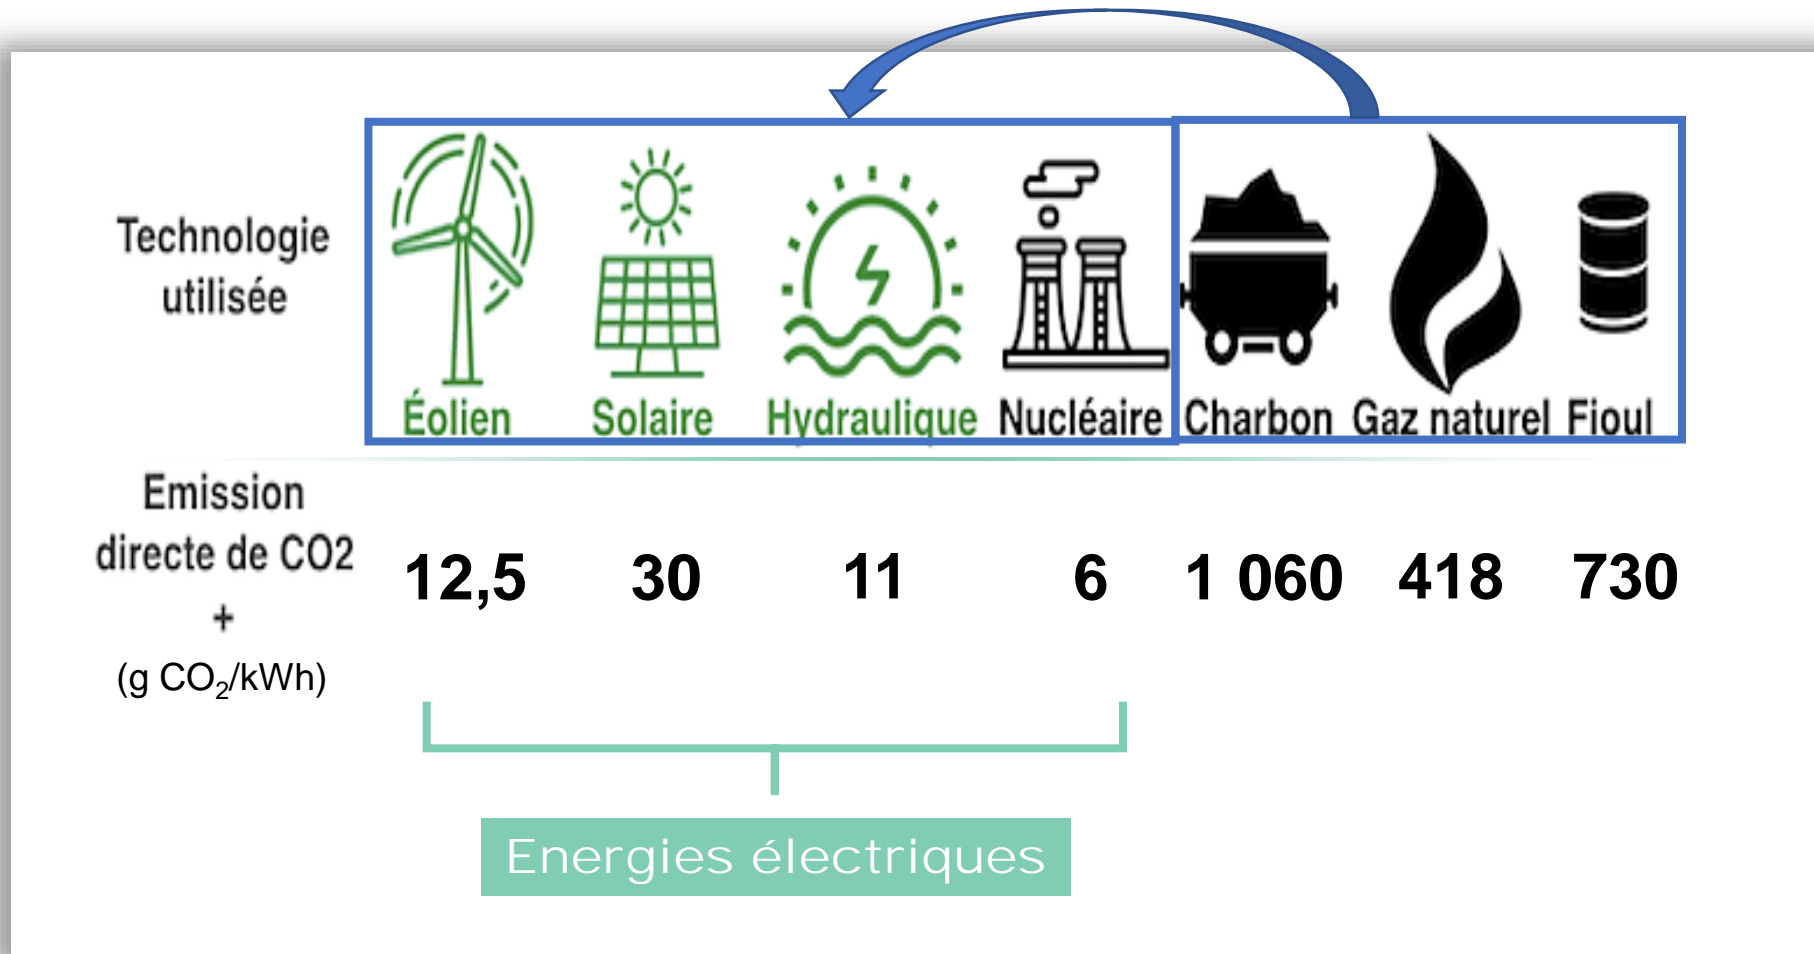 Technologie
utilisée
Éolien Solaire Hydraulique Nucléaire Charbon Gaz naturel Fioul
Emission
directe de CO2
+
(g CO₂/kWh)
12,5 30 11 6 1 060 418 730
Energies électriques